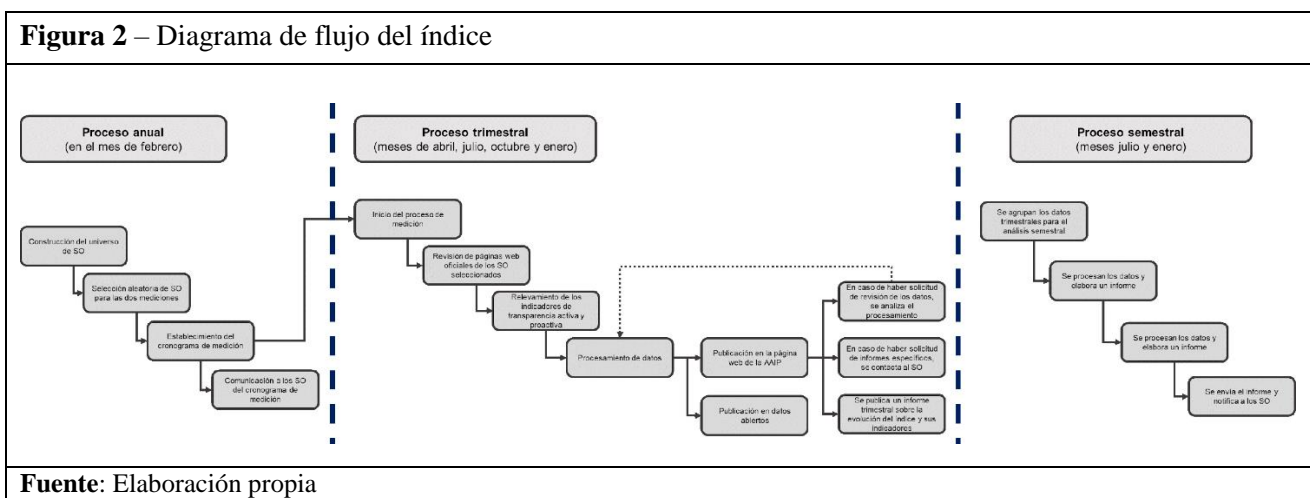 Figura 2 – Diagrama de flujo del índice
Proceso anual
(en el mes de febrero)
Construcción del universo
de SO
Selección aleatoria de SO
para las dos mediciones
Establecimiento del
cronograma de medición
Comunicación a los SO
del cronograma de
medición
Proceso trimestral
(meses de abril, julio, octubre y enero)
Inicio del proceso de
medición
Revisión de páginas web
oficiales de los SO
seleccionados
Relevamiento de los
indicadores de
transparencia activa y
proactiva
Procesamiento de datos
Publicación en la página
web de la AAIP
Publicación en datos
abiertos
En caso de haber solicitud
de revisión de los datos,
se analiza el
procesamiento
En caso de haber solicitud
de informes específicos,
se contacta al SO
Se publica un informe
trimestral sobre la
evolución del índice y sus
indicadores
Proceso semestral
(meses julio y enero)
Se agrupan los datos
trimestrales para el
análisis semestral
Se procesan los datos y
elabora un informe
Se procesan los datos y
elabora un informe
Se envía el informe y
notifica a los SO
Fuente: Elaboración propia